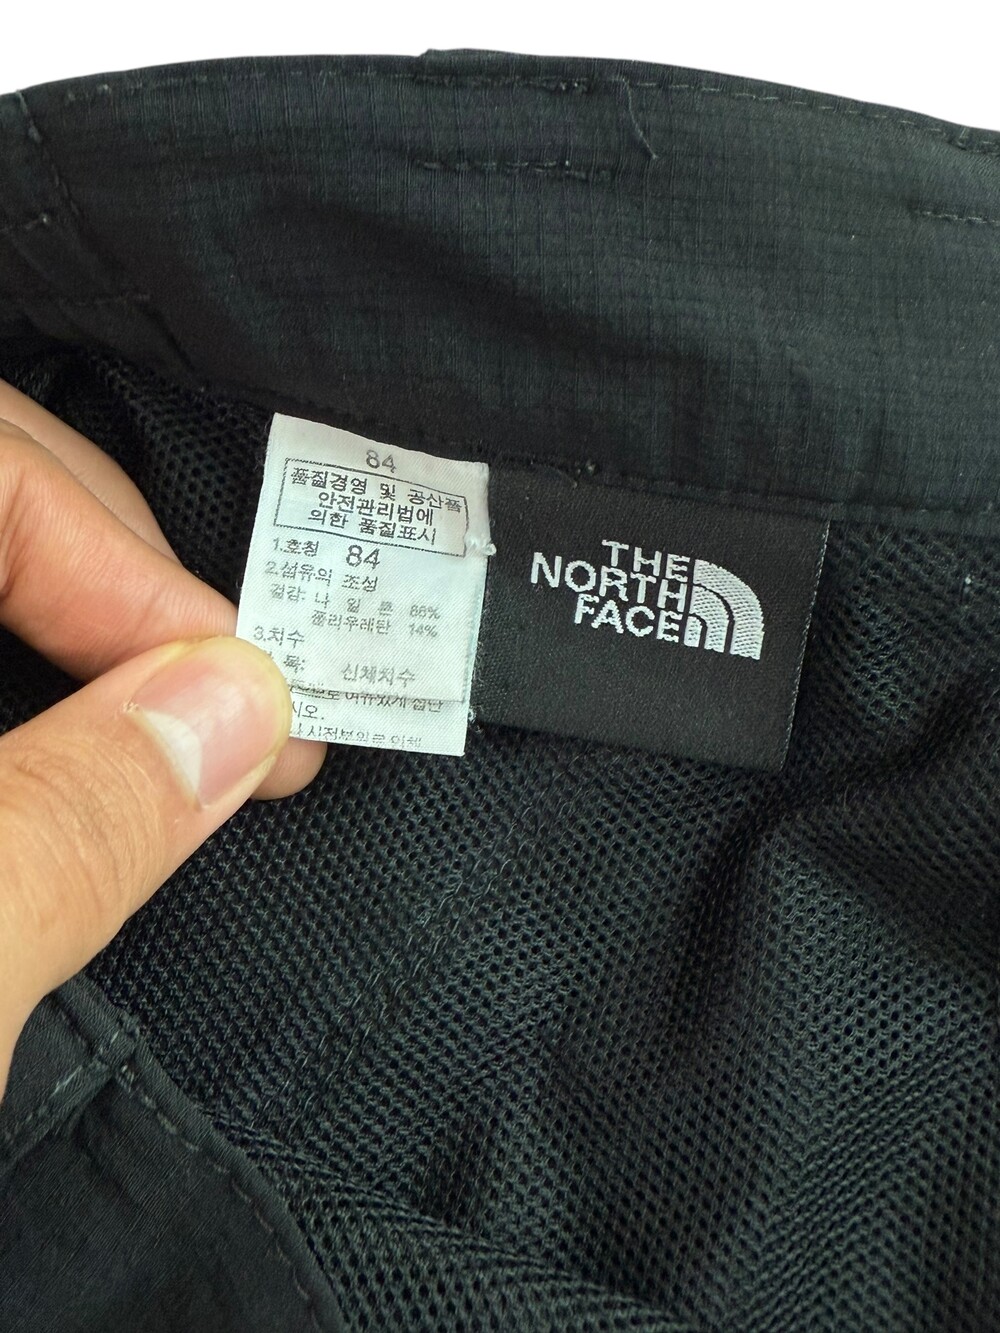 84
품질경영 및 공산품
안전관리법에
의한 품질표시
1.호칭 84
2.섬유의 조성
겉감: 나 일 론 86%
폴리우레탄 14%
3.치수
목: 신체치수
시오.
THE
NORTH
FACE